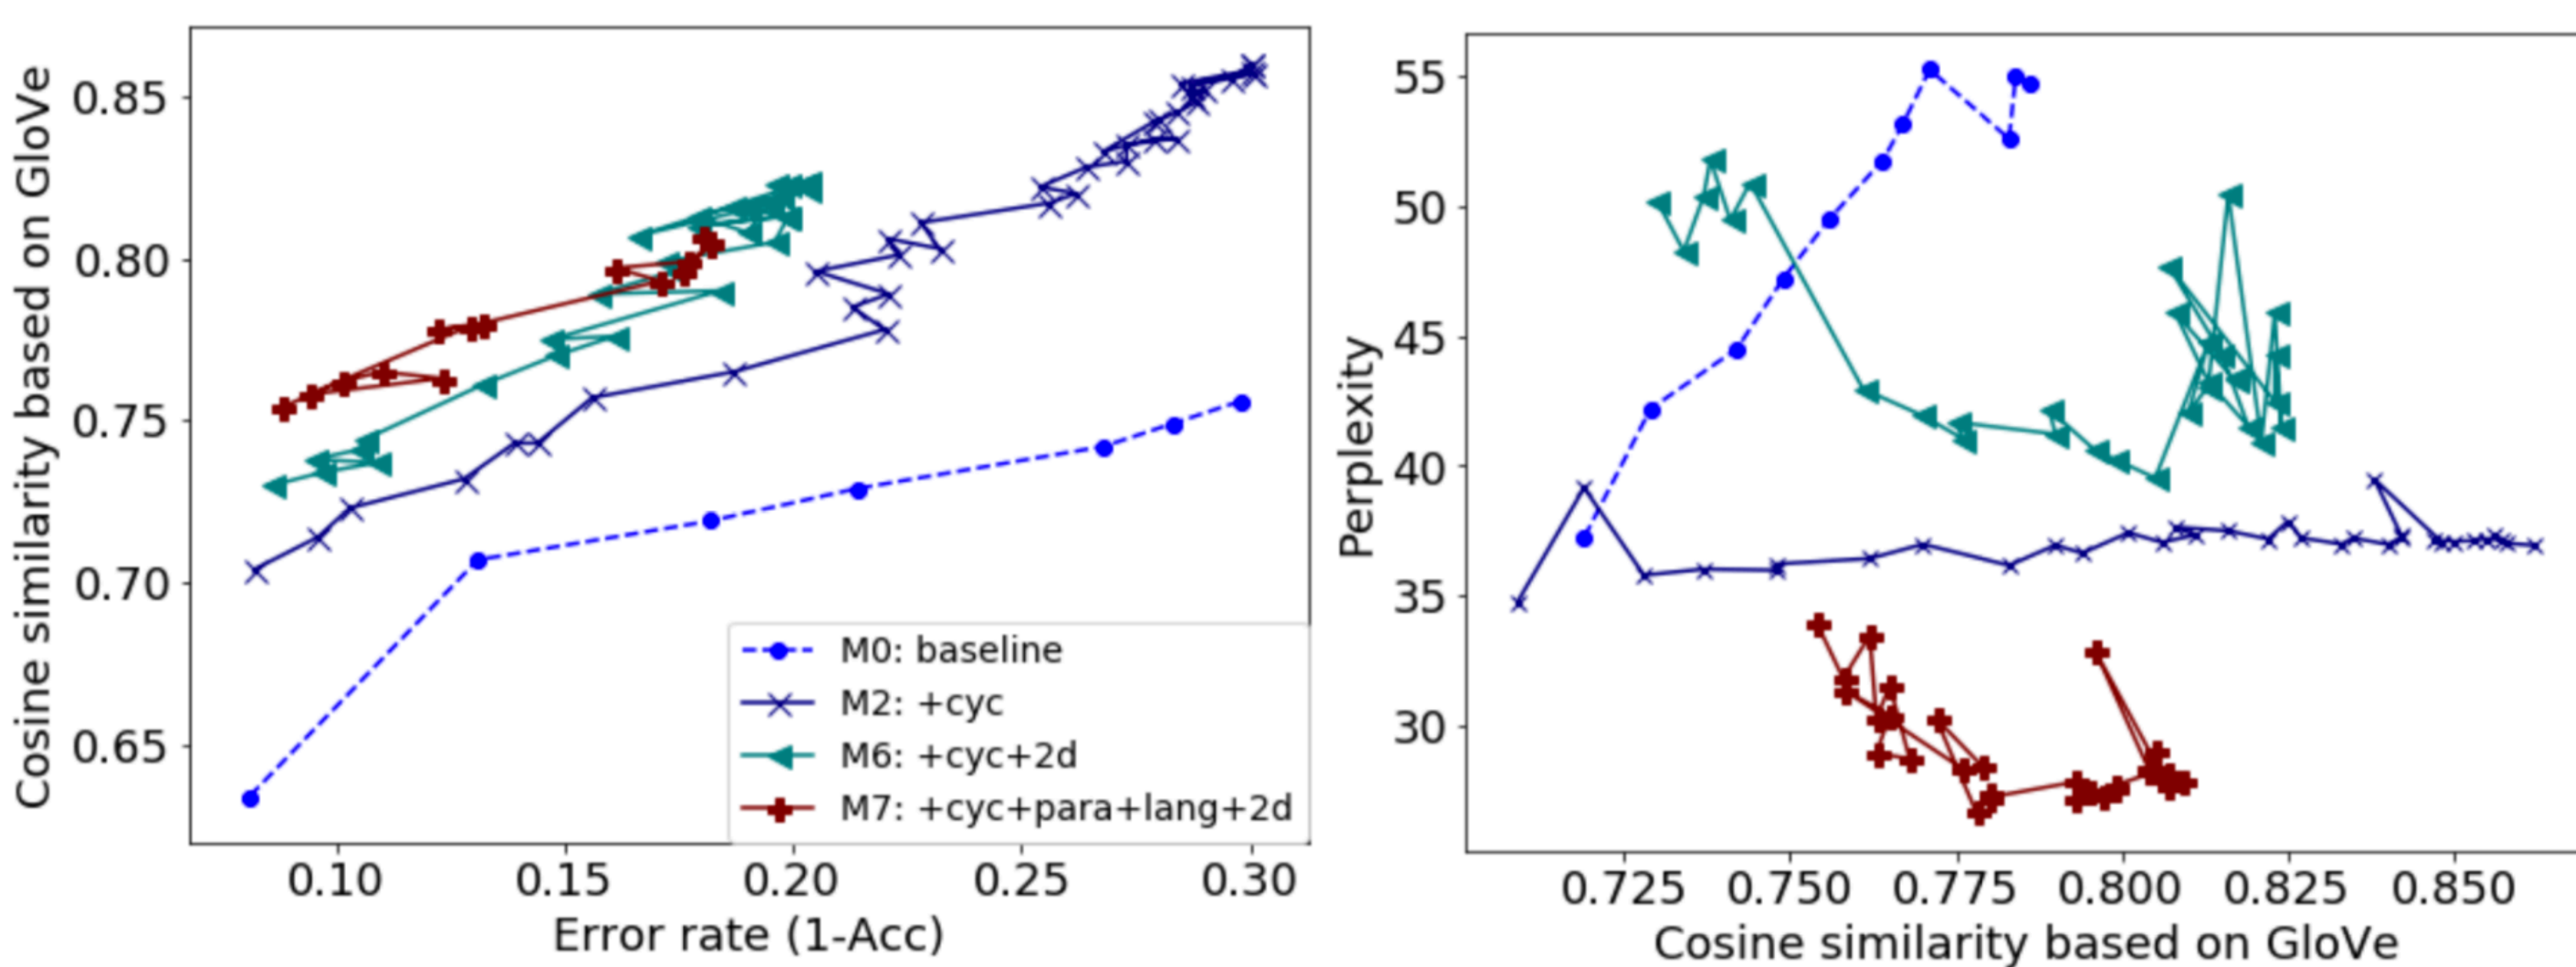 Cosine similarity based on GloVe
0.85
0.80
0.75
0.70
0.65
0.10 0.15 0.20 0.25 0.30
Error rate (1-Acc)
M0: baseline
M2: +cyc
M6: +cyc+2d
M7: +cyc+para+lang+2d
Perplexity
55
50
45
40
35
30
0.725 0.750 0.775 0.800 0.825 0.850
Cosine similarity based on GloVe